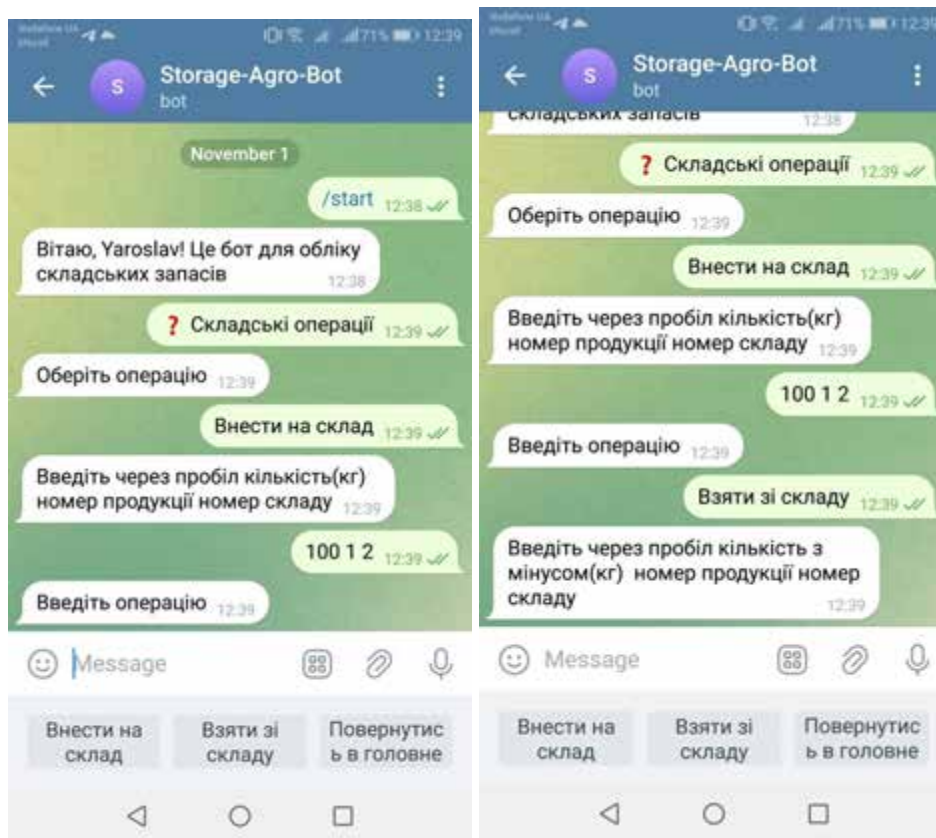 71% 12:39
S
Storage-Agro-Bot
bot
November 1
/start 12:38
Вітаю, Yaroslav! Це бот для обліку
складських запасів 12:38
❓ Складські операції 12:39
Оберіть операцію 12:39
Внести на склад 12:39
Введіть через пробіл кількість(кг)
номер продукції номер складу 12:39
100 1 2 12:39
Введіть операцію 12:39
Message
Внести на
склад
Взяти зі
складу
Повернутис
ь в головне
71% 12:39
S
Storage-Agro-Bot
bot
складських запасів 12:38
❓ Складські операції 12:39
Оберіть операцію 12:39
Внести на склад 12:39
Введіть через пробіл кількість(кг)
номер продукції номер складу 12:39
100 1 2 12:39
Введіть операцію 12:39
Взяти зі складу 12:39
Введіть через пробіл кількість з
мінусом(кг) номер продукції номер
складу 12:39
Message
Внести на
склад
Взяти зі
складу
Повернутис
ь в головне